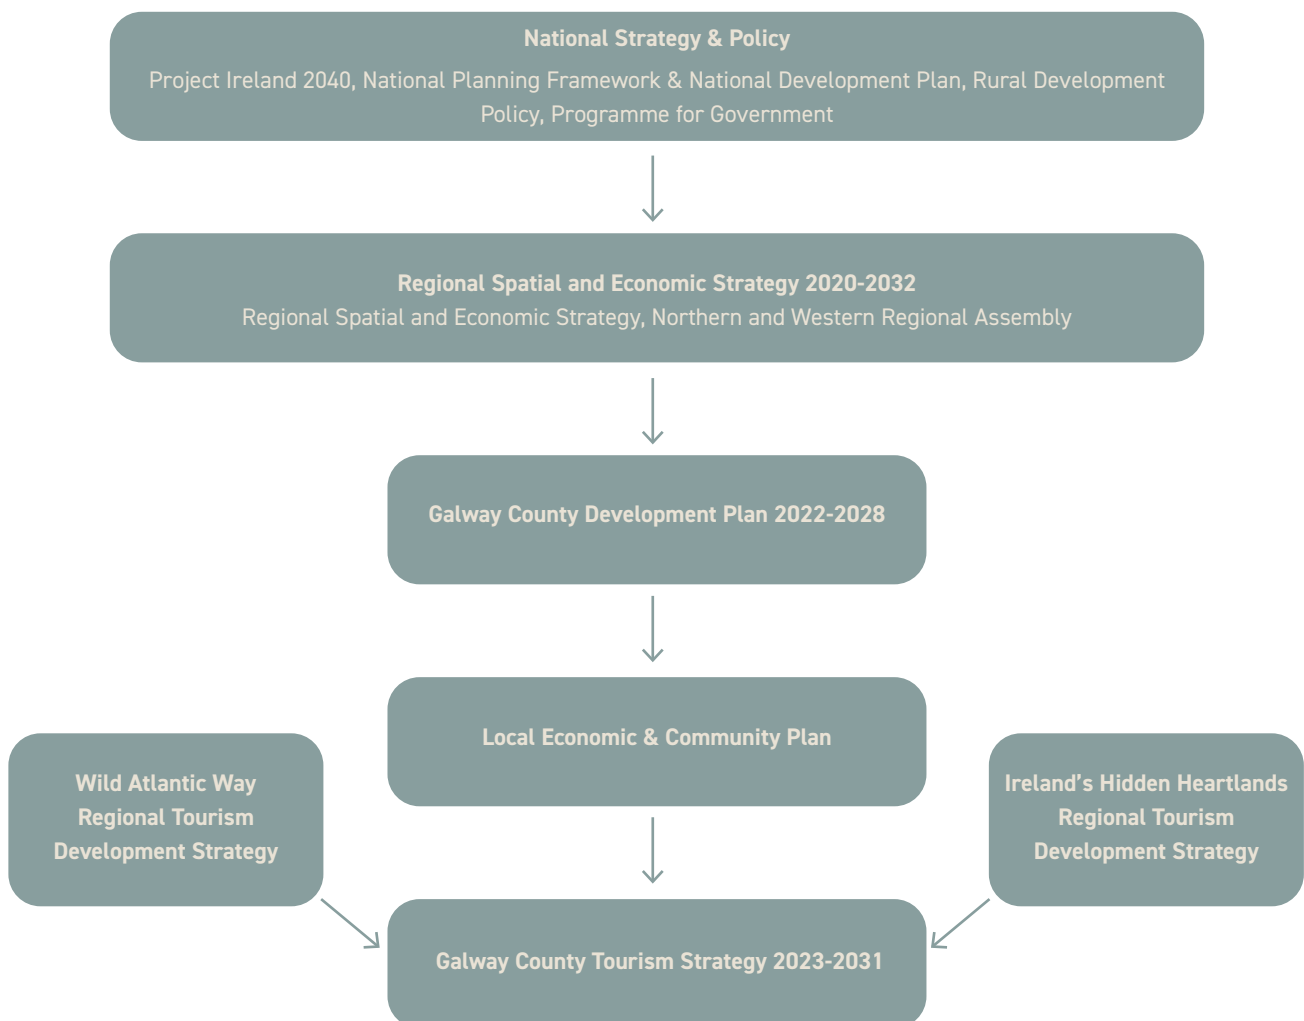 National Strategy & Policy
Project Ireland 2040, National Planning Framework & National Development Plan, Rural Development
Policy, Programme for Government
Regional Spatial and Economic Strategy 2020-2032
Regional Spatial and Economic Strategy, Northern and Western Regional Assembly
Galway County Development Plan 2022-2028
Local Economic & Community Plan
Wild Atlantic Way
Regional Tourism
Development Strategy
Ireland’s Hidden Heartlands
Regional Tourism
Development Strategy
Galway County Tourism Strategy 2023-2031